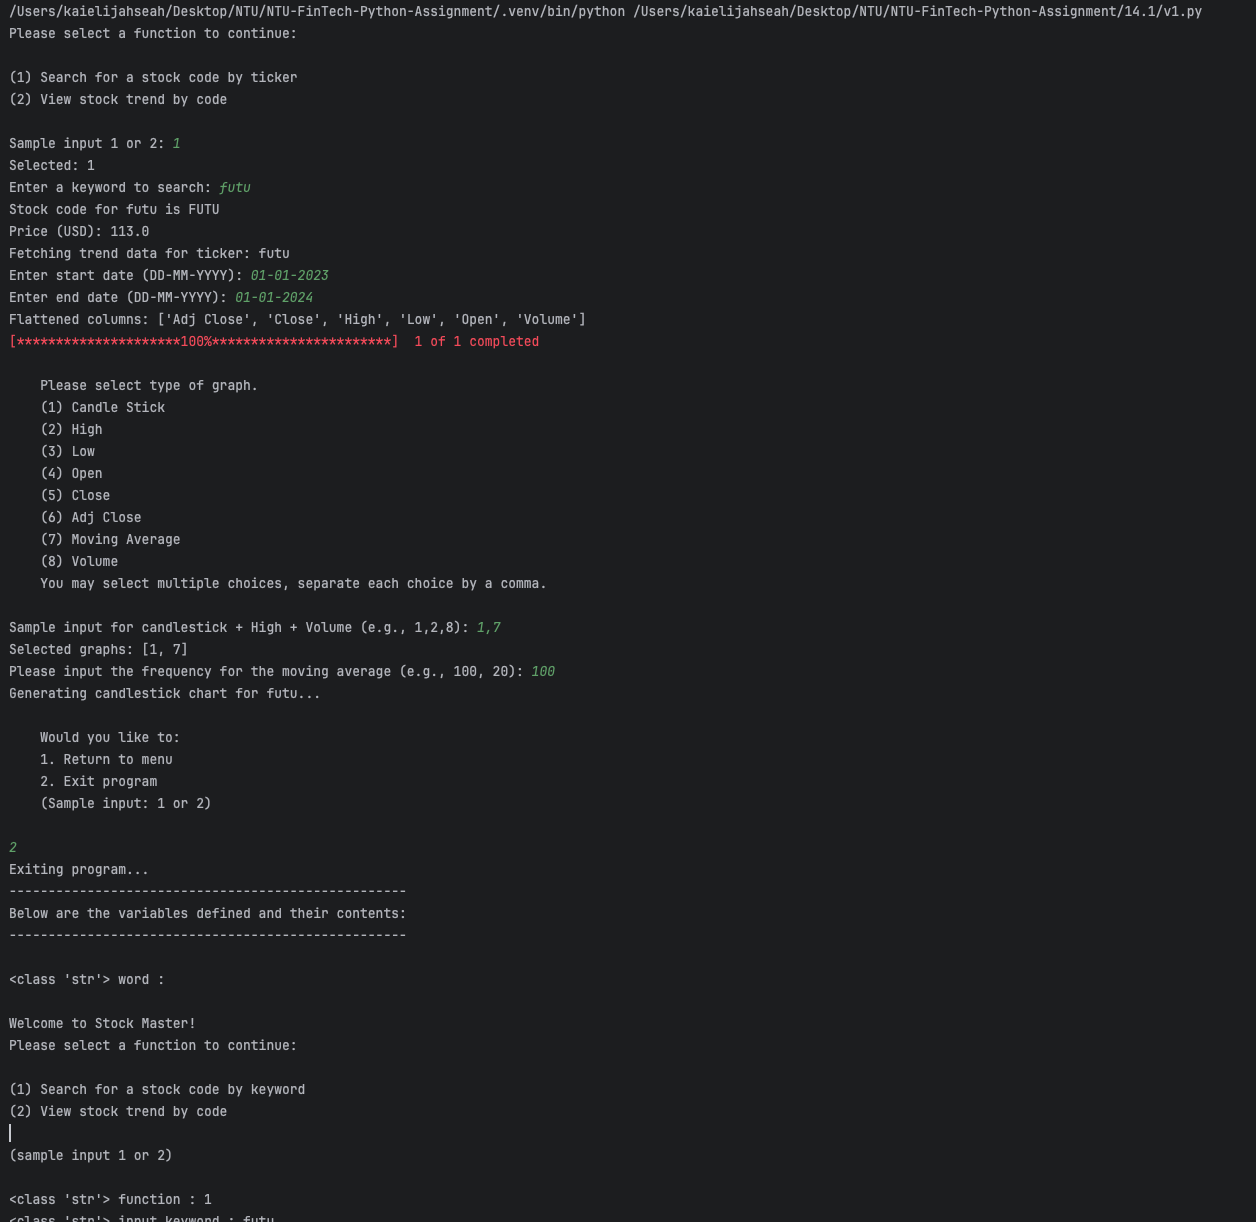 /Users/kaielijahseah/Desktop/NTU/NTU-FinTech-Python-Assignment/.venv/bin/python /Users/kaielijahseah/Desktop/NTU/NTU-FinTech-Python-Assignment/14.1/v1.py
Please select a function to continue:
(1) Search for a stock code by ticker
(2) View stock trend by code
Sample input 1 or 2: 1
Selected: 1
Enter a keyword to search: futu
Stock code for futu is FUTU
Price (USD): 113.0
Fetching trend data for ticker: futu
Enter start date (DD-MM-YYYY): 01-01-2023
Enter end date (DD-MM-YYYY): 01-01-2024
Flattened columns: ['Adj Close', 'Close', 'High', 'Low', 'Open', 'Volume']
[*********************100%***********************]  1 of 1 completed
Please select type of graph.
(1) Candle Stick
(2) High
(3) Low
(4) Open
(5) Close
(6) Adj Close
(7) Moving Average
(8) Volume
You may select multiple choices, separate each choice by a comma.
Sample input for candlestick + High + Volume (e.g., 1,2,8): 1,7
Selected graphs: [1, 7]
Please input the frequency for the moving average (e.g., 100, 20): 100
Generating candlestick chart for futu...
Would you like to:
1. Return to menu
2. Exit program
(Sample input: 1 or 2)
2
Exiting program...
---------------------------------------------------
Below are the variables defined and their contents:
---------------------------------------------------
<class 'str'> word :
Welcome to Stock Master!
Please select a function to continue:
(1) Search for a stock code by keyword
(2) View stock trend by code
(sample input 1 or 2)
<class 'str'> function : 1
<class 'str'> input keyword : futu